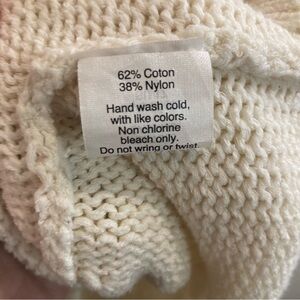 62% Coton
38% Nylon
Hand wash cold,
with like colors.
Non chlorine
bleach only.
Do not wring or twist.